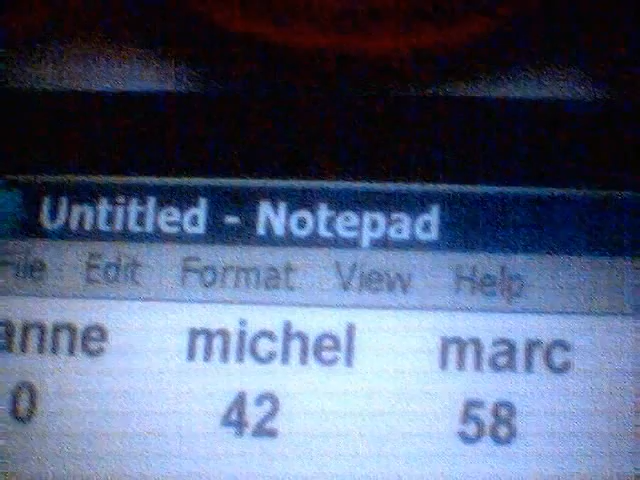 Untitled - Notepad
File Edit Format View Help
anne michel marc
0 42 58